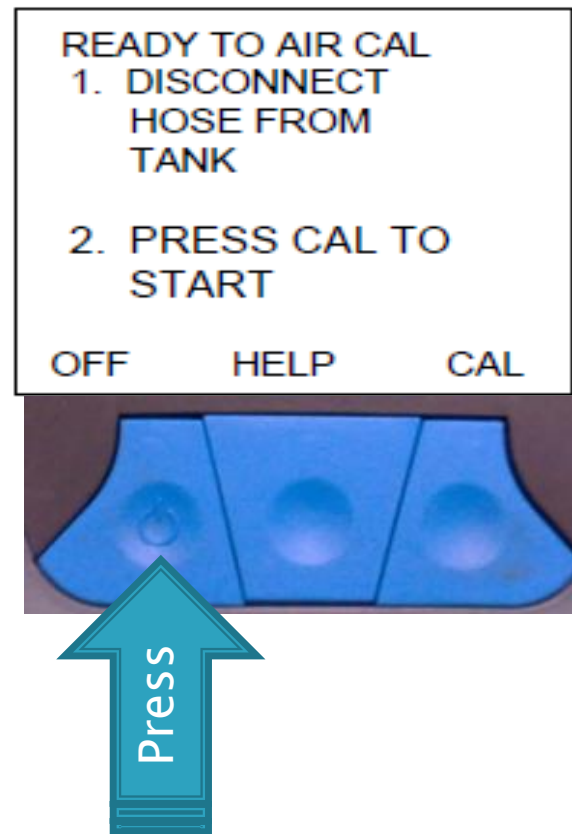 READY TO AIR CAL
1. DISCONNECT
HOSE FROM
TANK
2. PRESS CAL TO
START
OFF HELP CAL
Press